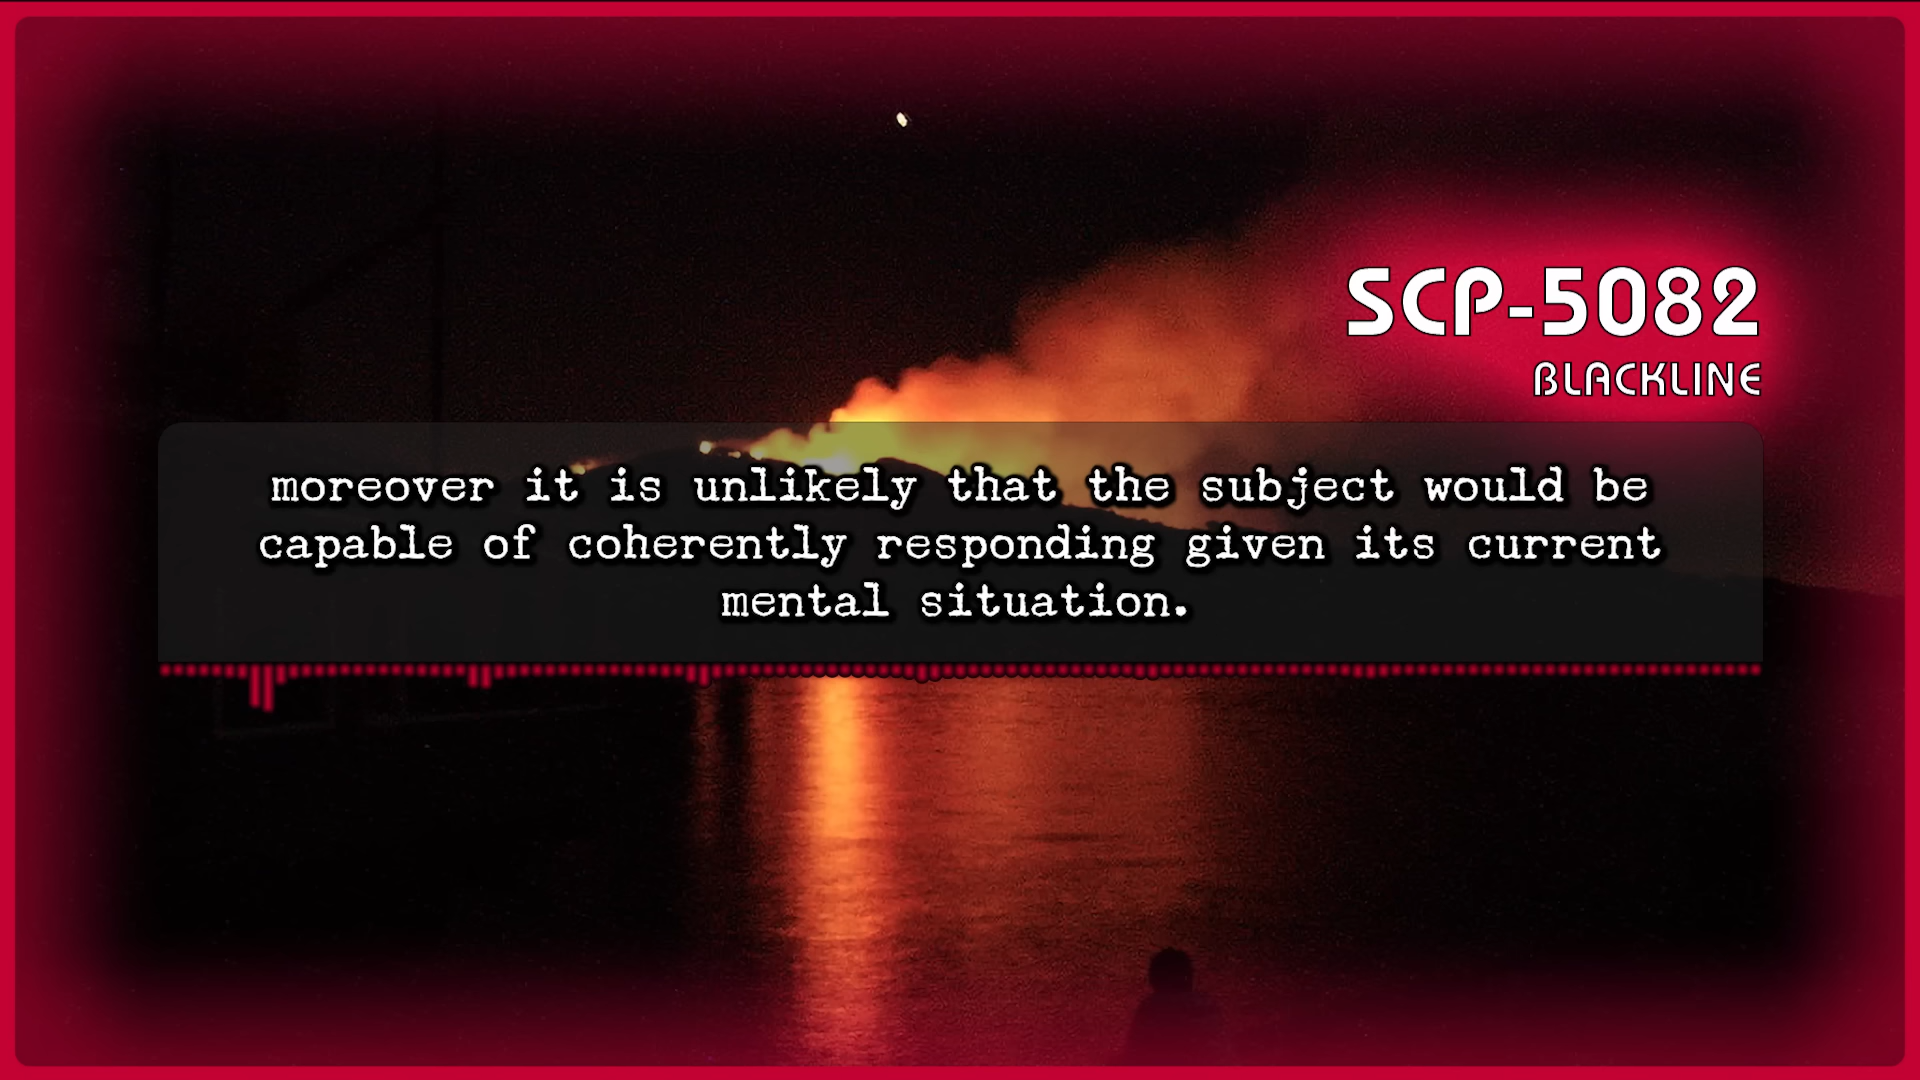 SCP-5082
BLACKLINE
moreover it is unlikely that the subject would be
capable of coherently responding given its current
mental situation.